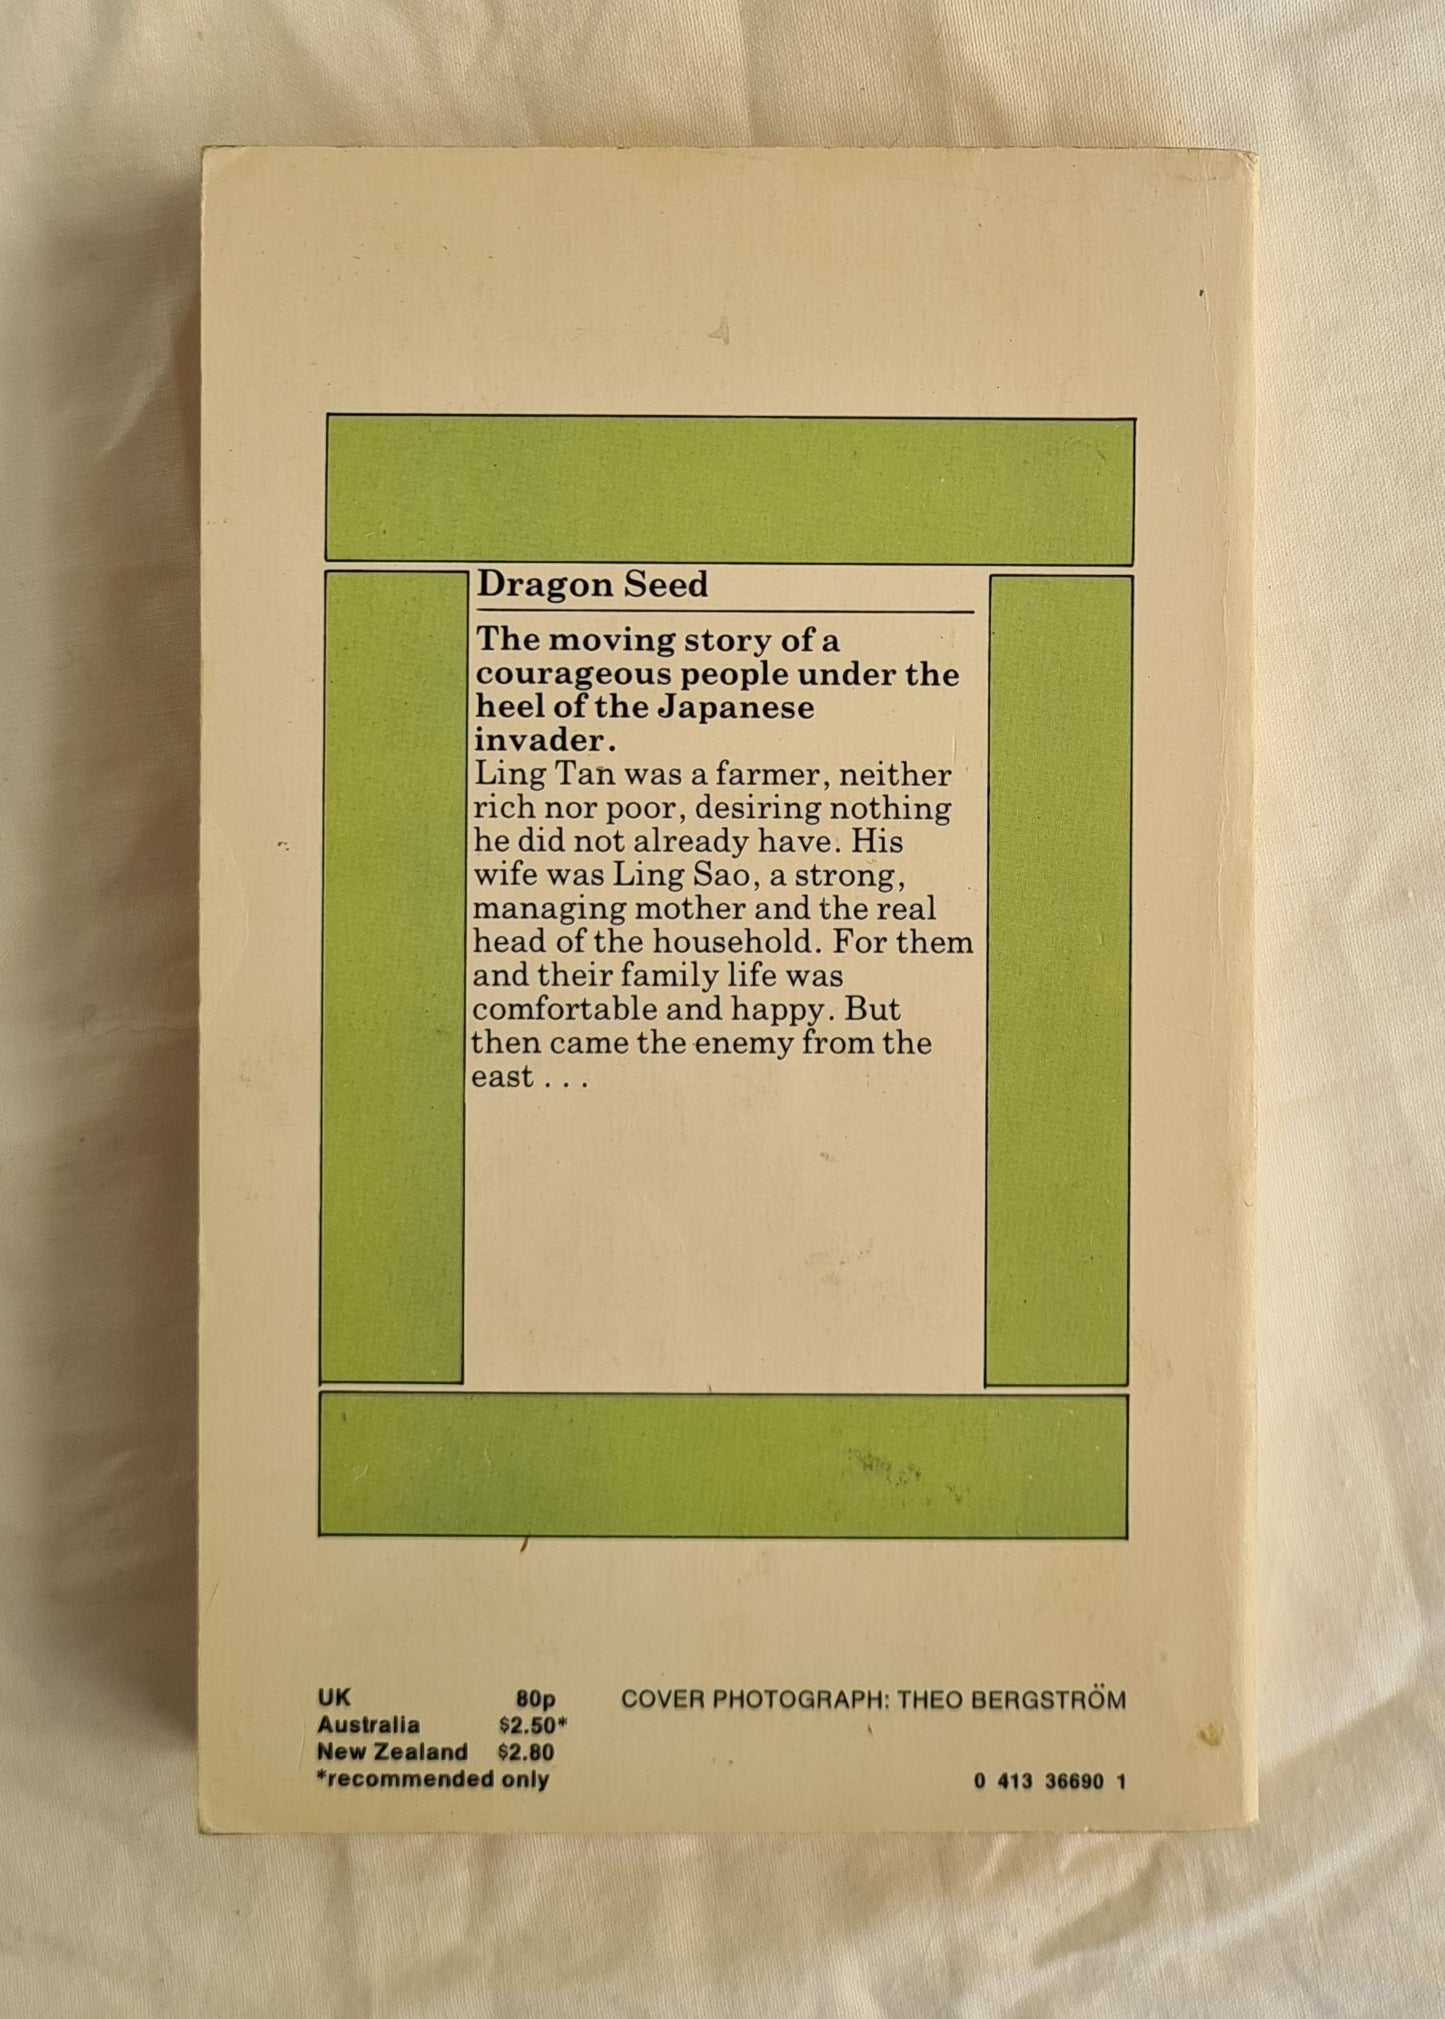 Dragon Seed
The moving story of a
courageous people under the
heel of the Japanese
invader.
Ling Tan was a farmer, neither
rich nor poor, desiring nothing
he did not already have. His
wife was Ling Sao, a strong,
managing mother and the real
head of the household. For them
and their family life was
comfortable and happy. But
then came the enemy from the
east . . .
UK 80p
Australia $2.50*
New Zealand $2.80
*recommended only
COVER PHOTOGRAPH: THEO BERGSTRÖM
0 413 36690 1